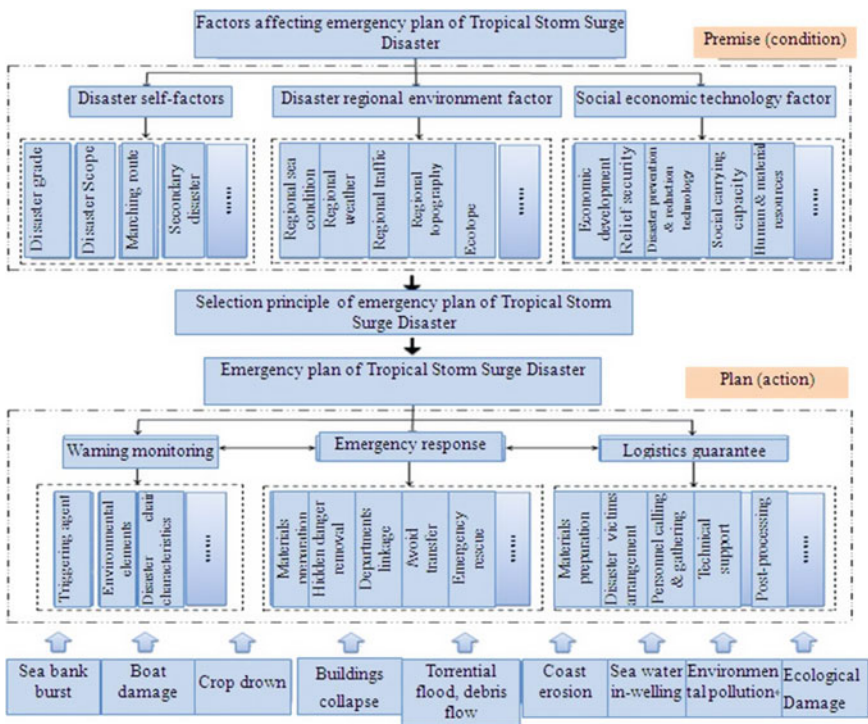 Factors affecting emergency plan of Tropical Storm Surge
Disaster
Premise (condition)
Disaster self-factors
Disaster regional environment factor
Social economic technology factor
Disaster grade
Disaster Scope
Marching route
Secondary
disaster
......
Regional sea
condition
Regional
weather
Regional traffic
Regional
topography
Ecotope
......
Economic
development
Relief security
Disaster prevention
& reduction
technology
Social carrying
capacity
Human & material
resources
......
Selection principle of emergency plan of Tropical Storm
Surge Disaster
Emergency plan of Tropical Storm Surge Disaster
Plan (action)
Warning monitoring
Emergency response
Logistics guarantee
Triggering agent
Environmental
elements
Disaster chair
characteristics
......
Materials
preparation
Hidden danger
removal
Departments
linkage
Avoid
transfer
Emergency
rescue
......
Materials
preparation
Disaster victims
arrangement
Personnel calling
& gathering
Technical
support
Post-processing
......
Sea bank
burst
Boat
damage
Crop drown
Buildings
collapse
Torrential
flood, debris
flow
Coast
erosion
Sea water
in-welling
Environmen
tal pollution+
Ecological
Damage